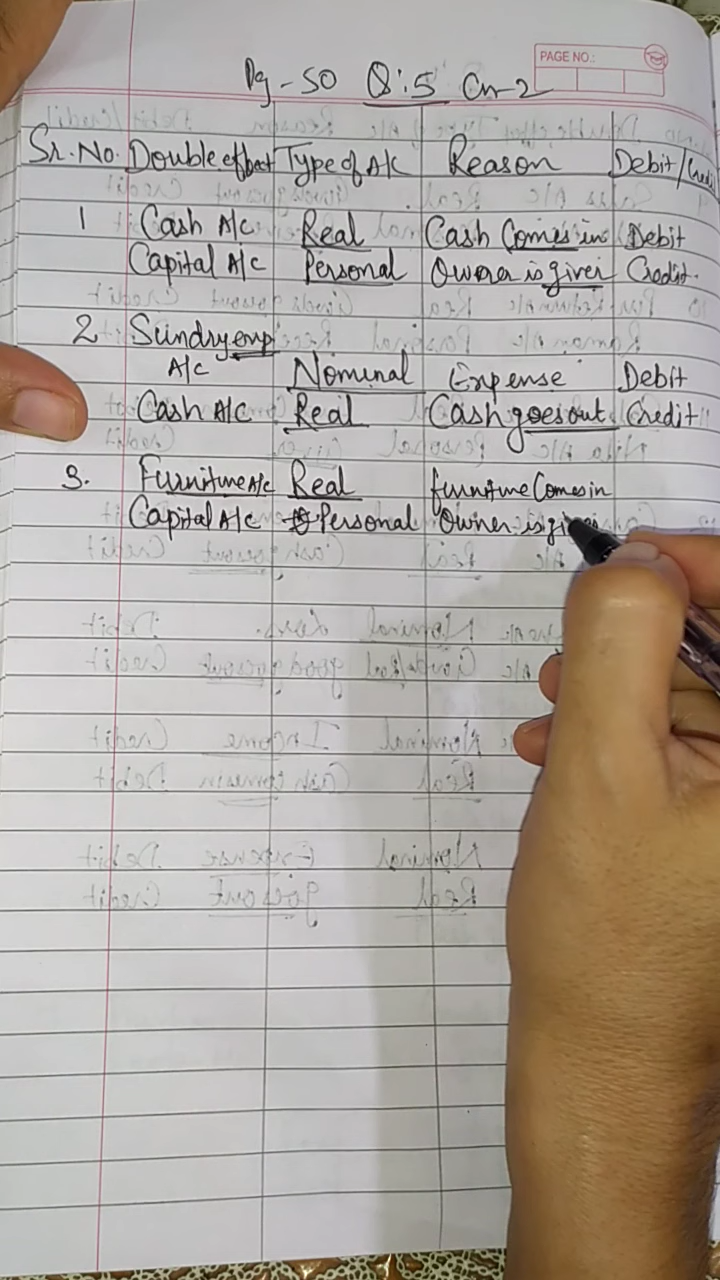 PAGE NO.:
Pg-50 Q:5 Ch-2
Sr. No. Double effect Type of A/c Reason Debit/Credit
1 Cash A/c Real Cash Comes in Debit
Capital A/c Personal Owner is giver Credit.
2 Sundry exp
A/c Nominal Expense Debit
Cash A/c Real Cash goes out Credit
3. Furniture A/c Real furniture Comes in
Capital A/c Personal Owner is giver